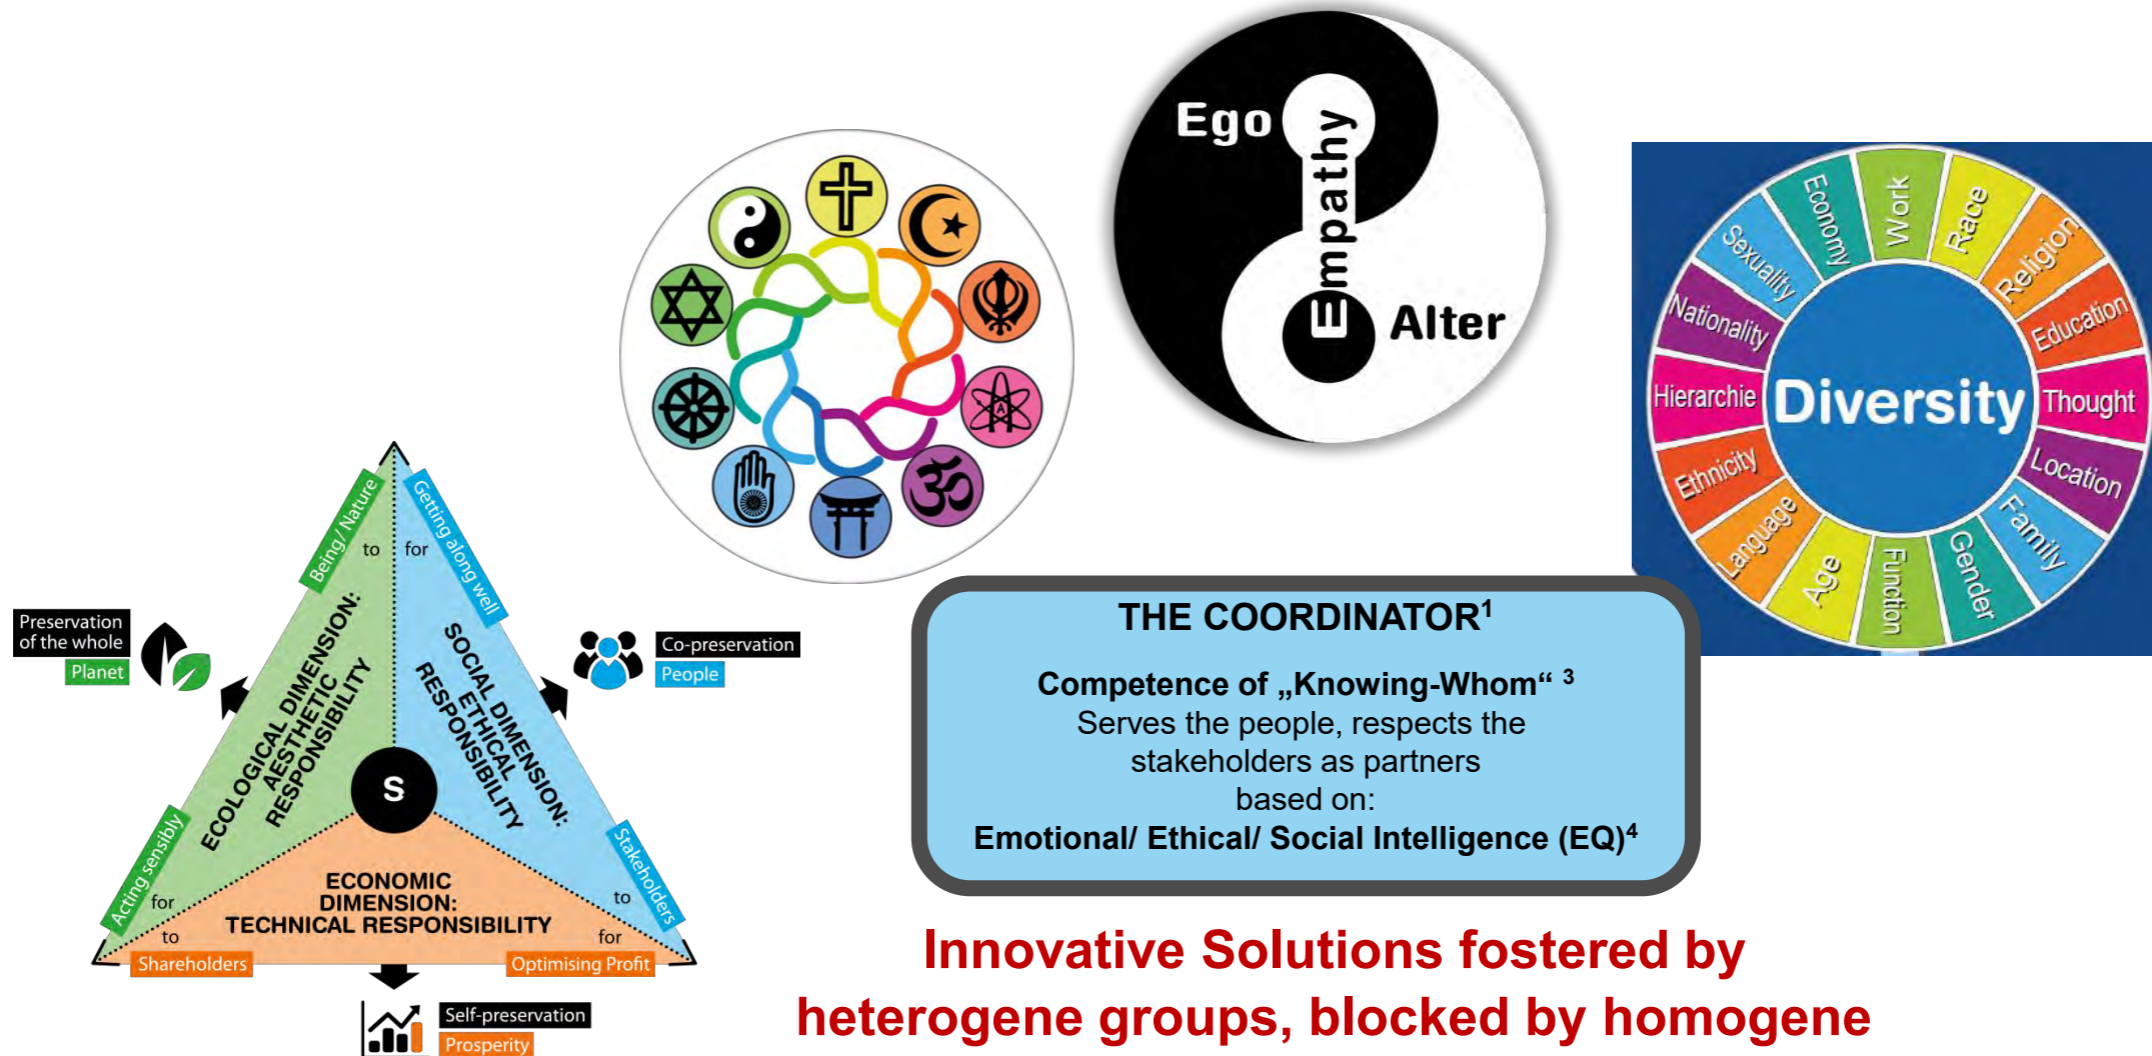 Ego
Empathy
Alter
Diversity
Work
Race
Religion
Education
Thought
Location
Family
Gender
Function
Age
Language
Ethnicity
Hierarchie
Nationality
Sexuality
Economy
A
Being/ Nature
to
for
Getting along well
Preservation
of the whole
Planet
ECOLOGICAL DIMENSION:
AESTHETIC
RESPONSIBILITY
SOCIAL DIMENSION:
ETHICAL
RESPONSIBILITY
Co-preservation
People
S
Acting sensibly
for
to
Stakeholders
to
for
ECONOMIC
DIMENSION:
TECHNICAL RESPONSIBILITY
Shareholders
Optimising Profit
Self-preservation
Prosperity
THE COORDINATOR¹
Competence of „Knowing-Whom“ ³
Serves the people, respects the
stakeholders as partners
based on:
Emotional/ Ethical/ Social Intelligence (EQ)⁴
Innovative Solutions fostered by
heterogene groups, blocked by homogene